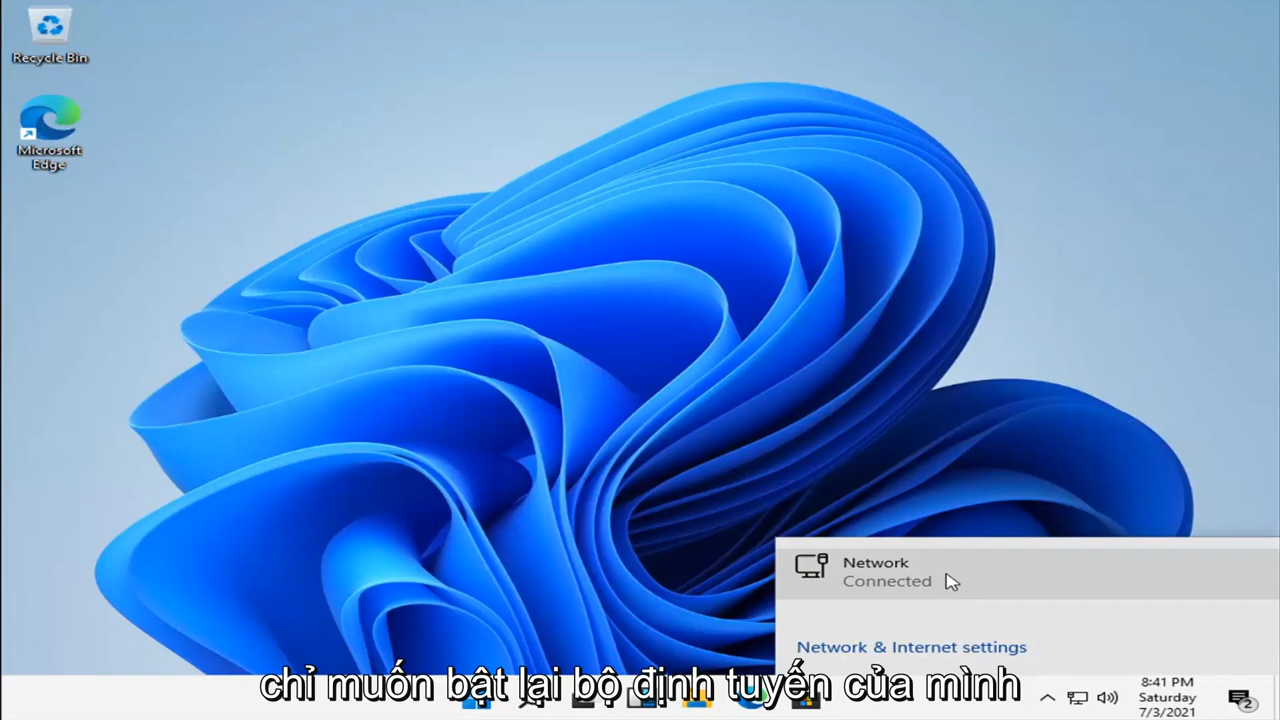 Recycle Bin
Microsoft
Edge
Network
Connected
Network & Internet settings
chỉ muốn bật lại bộ định tuyến của mình
8:41 PM
Saturday
7/3/2021
2